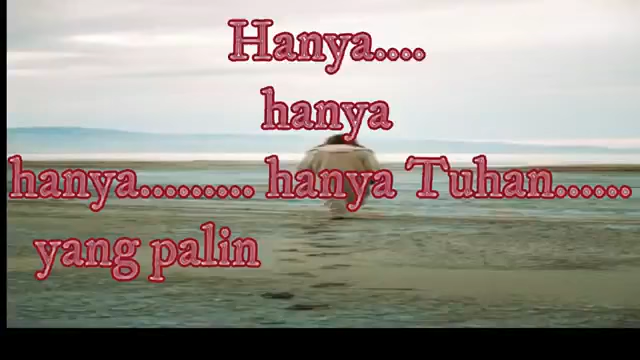 Hanya....
hanya
hanya......... hanya Tuhan......
yang palin